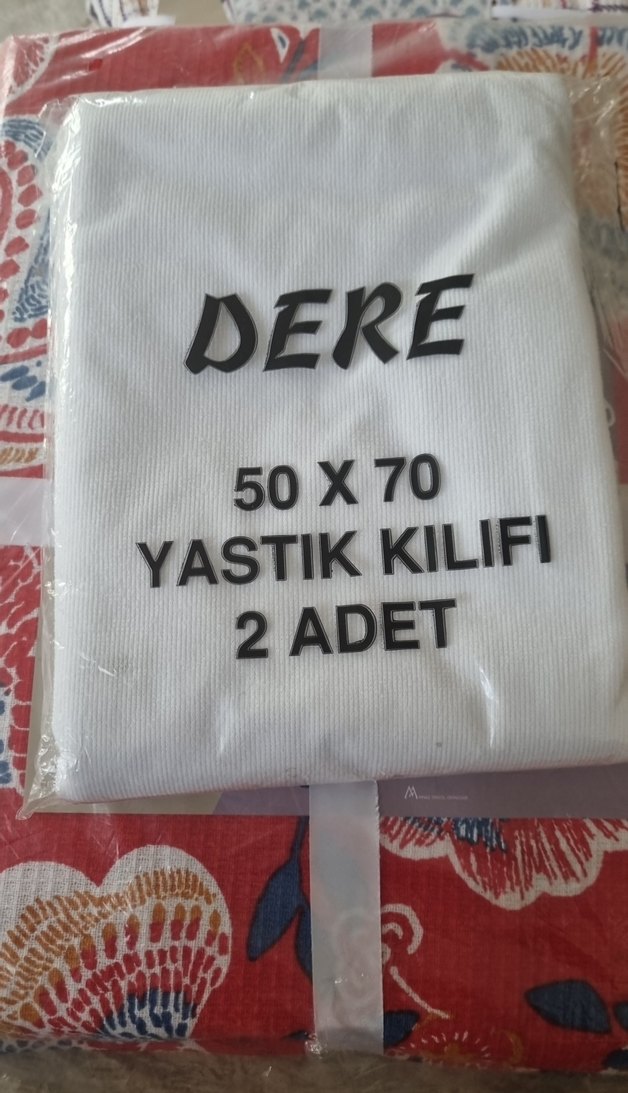 DERE
50 X 70
YASTIK KILIFI
2 ADET